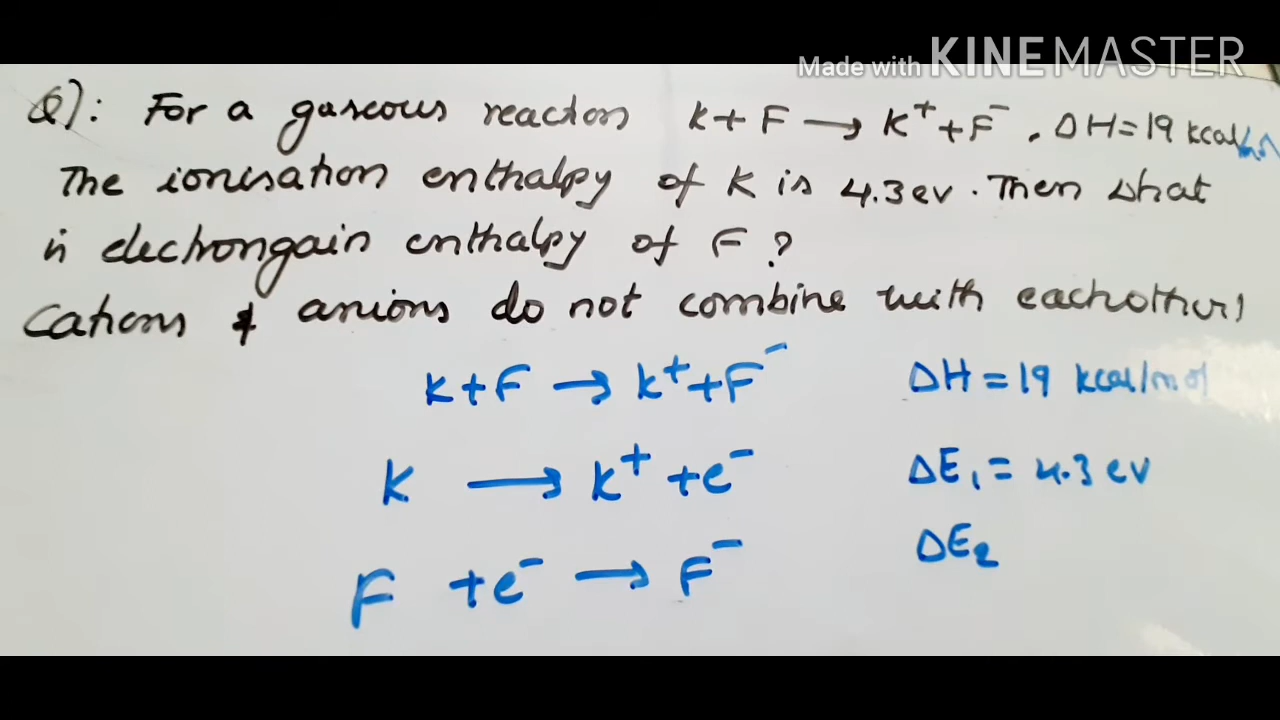 Made with KINEMASTER
Q): For a gaseous reaction K + F → K⁺ + F⁻, ΔH = 19 kcal/m
The ionisation enthalpy of K is 4.3 ev. Then what
is electrongain enthalpy of F?
Cations & anions do not combine with eachother!
K + F → K⁺ + F⁻ ΔH = 19 kcal/mol
K → K⁺ + e⁻ ΔE₁ = 4.3 ev
F + e⁻ → F⁻ ΔE₂